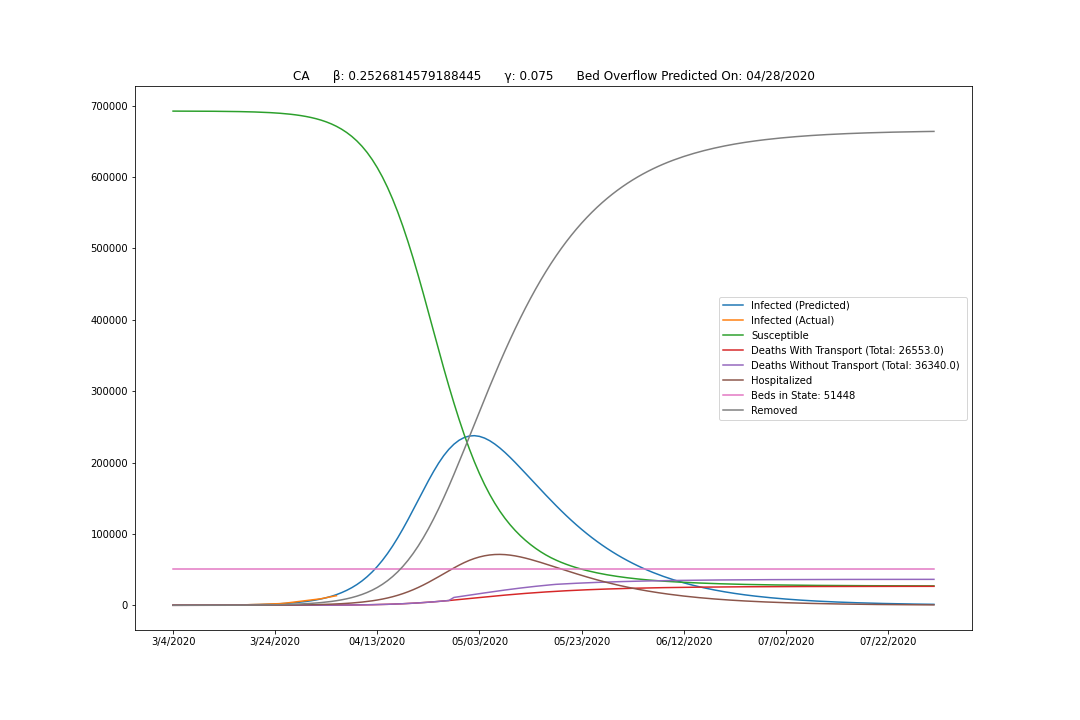 CA β: 0.2526814579188445 γ: 0.075 Bed Overflow Predicted On: 04/28/2020
700000
600000
500000
400000
300000
200000
100000
0
Infected (Predicted)
Infected (Actual)
Susceptible
Deaths With Transport (Total: 26553.0)
Deaths Without Transport (Total: 36340.0)
Hospitalized
Beds in State: 51448
Removed
3/4/2020 3/24/2020 04/13/2020 05/03/2020 05/23/2020 06/12/2020 07/02/2020 07/22/2020